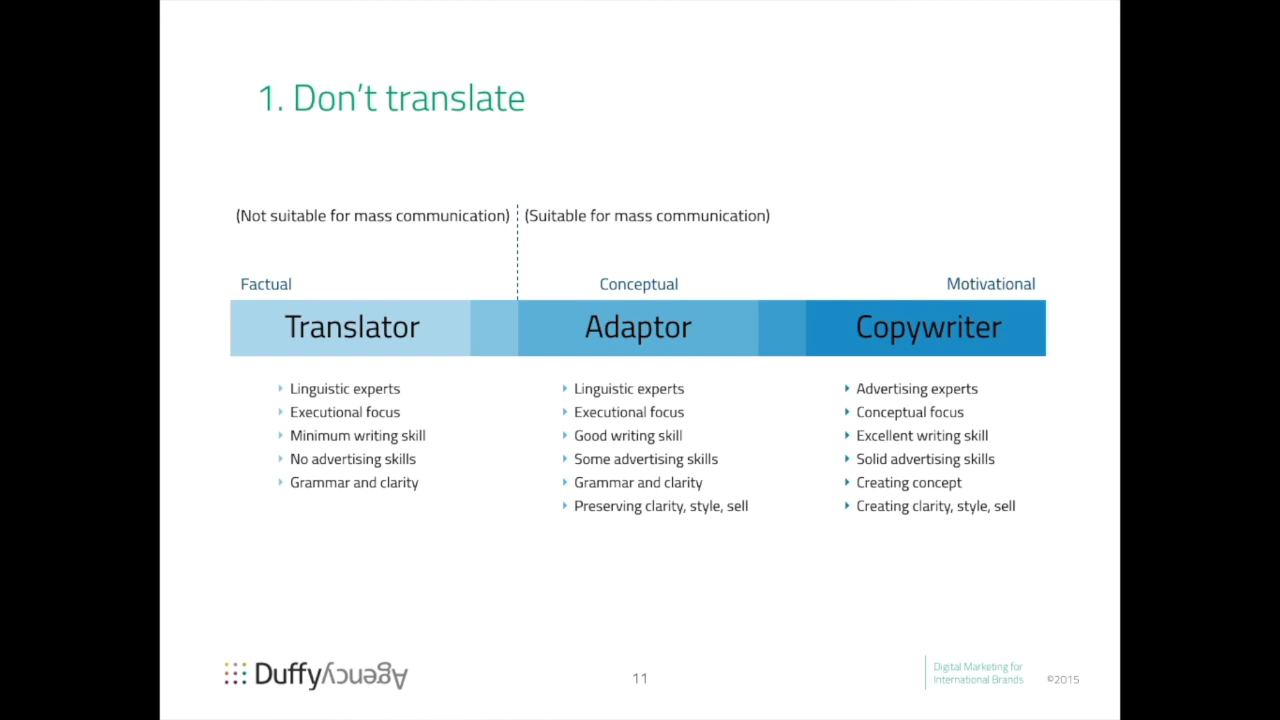 1. Don't translate
(Not suitable for mass communication)
(Suitable for mass communication)
Factual
Conceptual
Motivational
Translator
Adaptor
Copywriter
Linguistic experts
Executional focus
Minimum writing skill
No advertising skills
Grammar and clarity
Linguistic experts
Executional focus
Good writing skill
Some advertising skills
Grammar and clarity
Preserving clarity, style, sell
Advertising experts
Conceptual focus
Excellent writing skill
Solid advertising skills
Creating concept
Creating clarity, style, sell
Duffy Agency
11
Digital Marketing for
International Brands
©2015